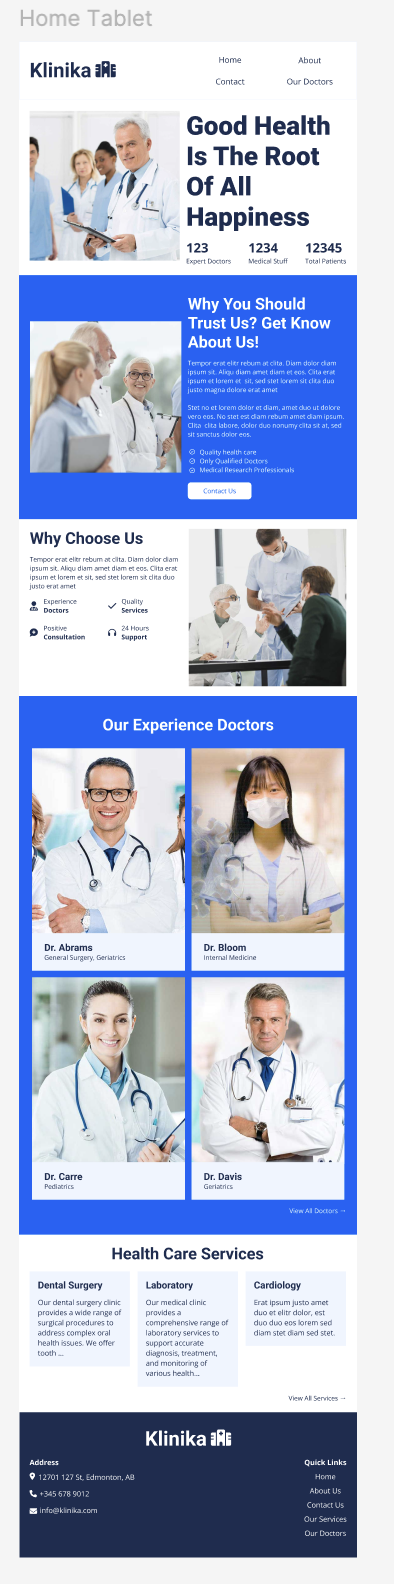 Home Tablet
Klinika
Home
About
Contact
Our Doctors
Good Health
Is The Root
Of All
Happiness
123
1234
12345
Expert Doctors
Medical Stuff
Total Patients
Why You Should
Trust Us? Get Know
About Us!
Tempor erat elitr rebum at clita. Diam dolor diam
ipsum sit. Aliqu diam amet diam et eos. Clita erat
ipsum et lorem et sit, sed stet lorem sit clita duo
justo magna dolore erat amet
Stet no et lorem dolor et diam, amet duo ut dolore
vero eos. No stet est diam rebum amet diam ipsum.
Clita clita labore, dolor duo nonumy clita sit at, sed
sit sanctus dolor eos.
Quality health care
Only Qualified Doctors
Medical Research Professionals
Contact Us
Why Choose Us
Tempor erat elitr rebum at clita. Diam dolor diam
ipsum sit. Aliqu diam amet diam et eos. Clita erat
ipsum et lorem et sit, sed stet lorem sit clita duo
justo erat amet
Experience
Doctors
Quality
Services
Positive
Consultation
24 Hours
Support
Our Experience Doctors
Dr. Abrams
General Surgery, Geriatrics
Dr. Bloom
Internal Medicine
Dr. Carre
Pediatrics
Dr. Davis
Geriatrics
View All Doctors →
Health Care Services
Dental Surgery
Our dental surgery clinic
provides a wide range of
surgical procedures to
address complex oral
health issues. We offer
tooth ...
Laboratory
Our medical clinic
provides a
comprehensive range of
laboratory services to
support accurate
diagnosis, treatment,
and monitoring of
various health...
Cardiology
Erat ipsum justo amet
duo et elitr dolor, est
duo duo eos lorem sed
diam stet diam sed stet.
View All Services →
Klinika
Address
12701 127 St, Edmonton, AB
+345 678 9012
info@klinika.com
Quick Links
Home
About Us
Contact Us
Our Services
Our Doctors